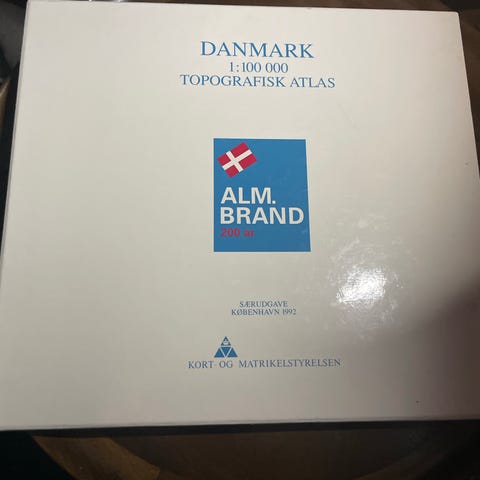 DANMARK
1:100 000
TOPOGRAFISK ATLAS
ALM.
BRAND
200 år
SÆRUDGAVE
KØBENHAVN 1992
KORT- OG MATRIKELSTYRELSEN